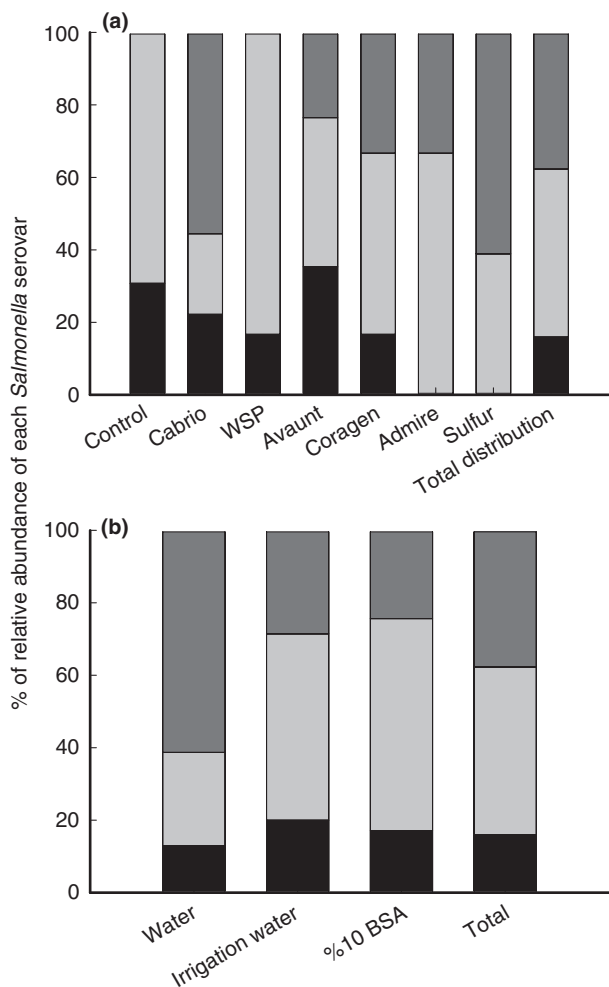 % of relative abundance of each Salmonella serovar
(a)
100
80
60
40
20
0
Control
Cabrio
WSP
Avaunt
Coragen
Admire
Sulfur
Total distribution
(b)
100
80
60
40
20
0
Water
Irrigation water
%10 BSA
Total